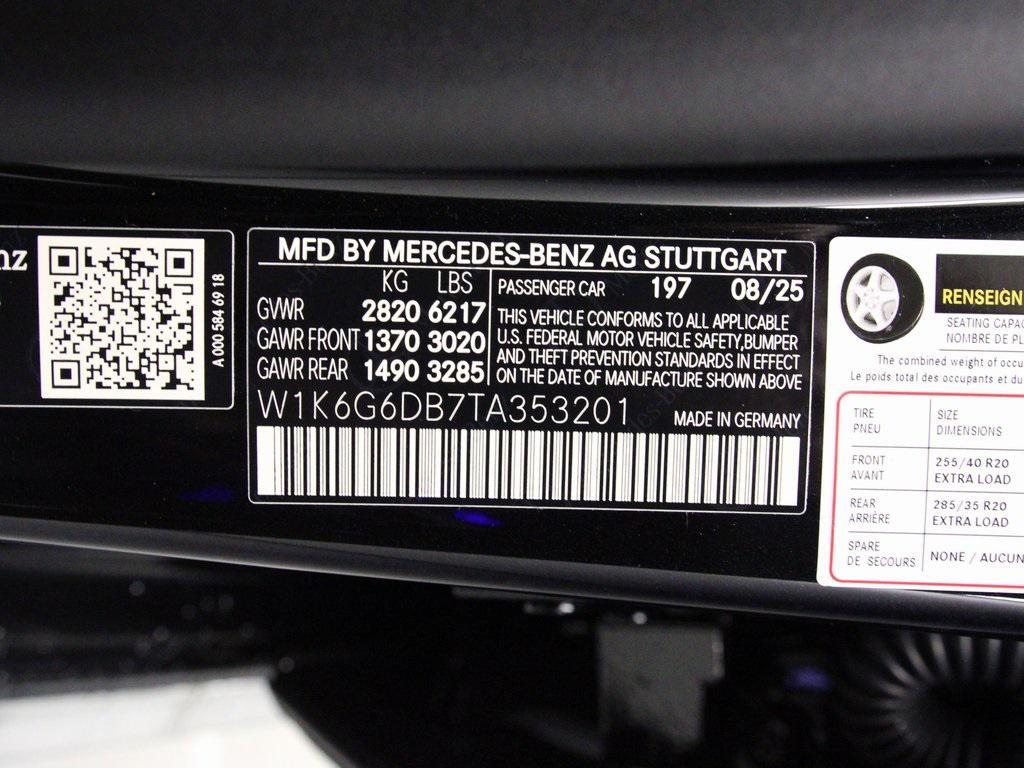 nz
A 000 584 69 18
MFD BY MERCEDES-BENZ AG STUTTGART
KG LBS
GVWR 2820 6217
GAWR FRONT 1370 3020
GAWR REAR 1490 3285
PASSENGER CAR 197 08/25
THIS VEHICLE CONFORMS TO ALL APPLICABLE
U.S. FEDERAL MOTOR VEHICLE SAFETY,BUMPER
AND THEFT PREVENTION STANDARDS IN EFFECT
ON THE DATE OF MANUFACTURE SHOWN ABOVE
W1K6G6DB7TA353201
MADE IN GERMANY
RENSEIGN
SEATING CAPAC
NOMBRE DE PL
The combined weight of occu
Le poids total des occupants et du
TIRE SIZE
PNEU DIMENSIONS
FRONT 255/40 R20
AVANT EXTRA LOAD
REAR 285/35 R20
ARRIÈRE EXTRA LOAD
SPARE
DE SECOURS NONE / AUCUN